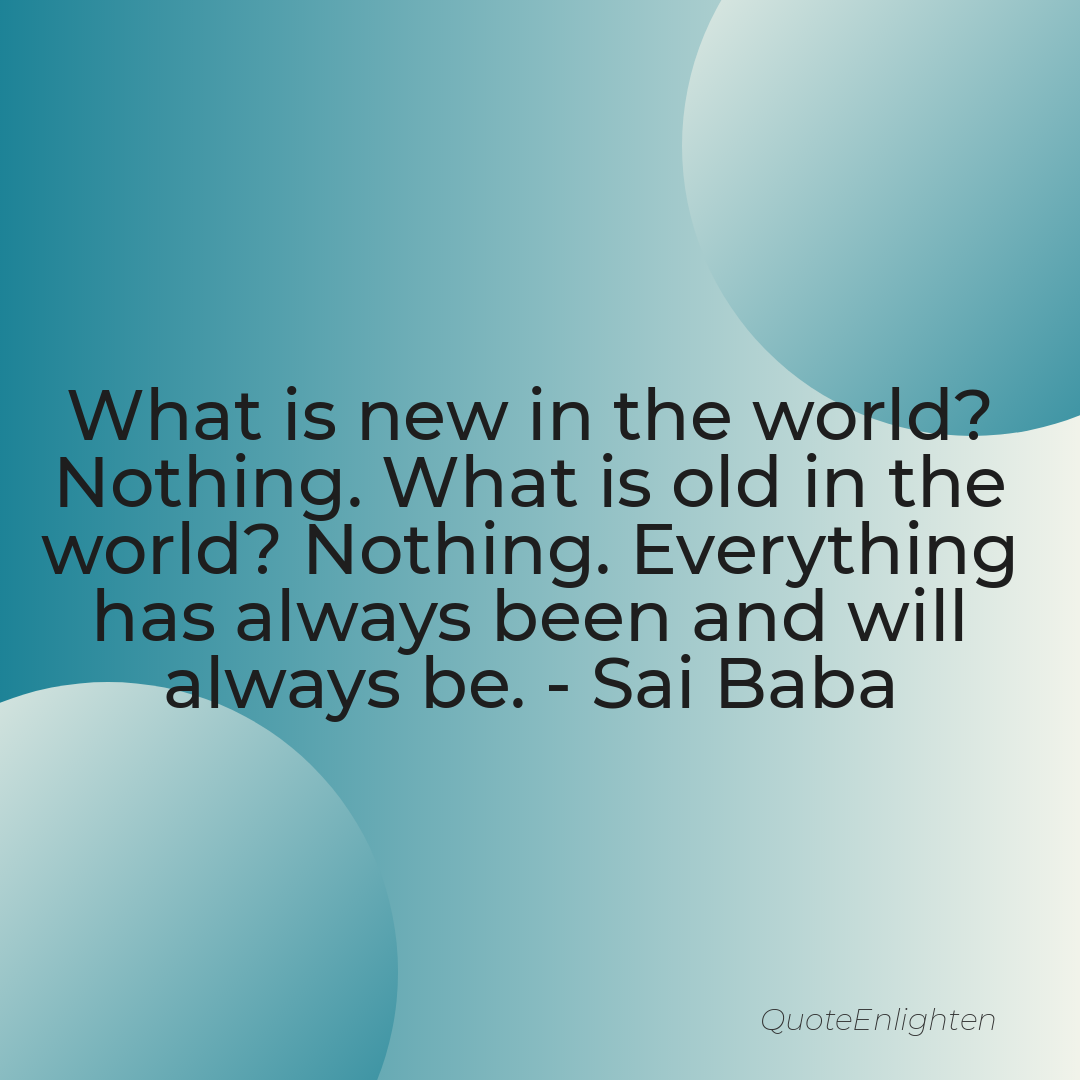 What is new in the world?
Nothing. What is old in the
world? Nothing. Everything
has always been and will
always be. - Sai Baba
QuoteEnlighten